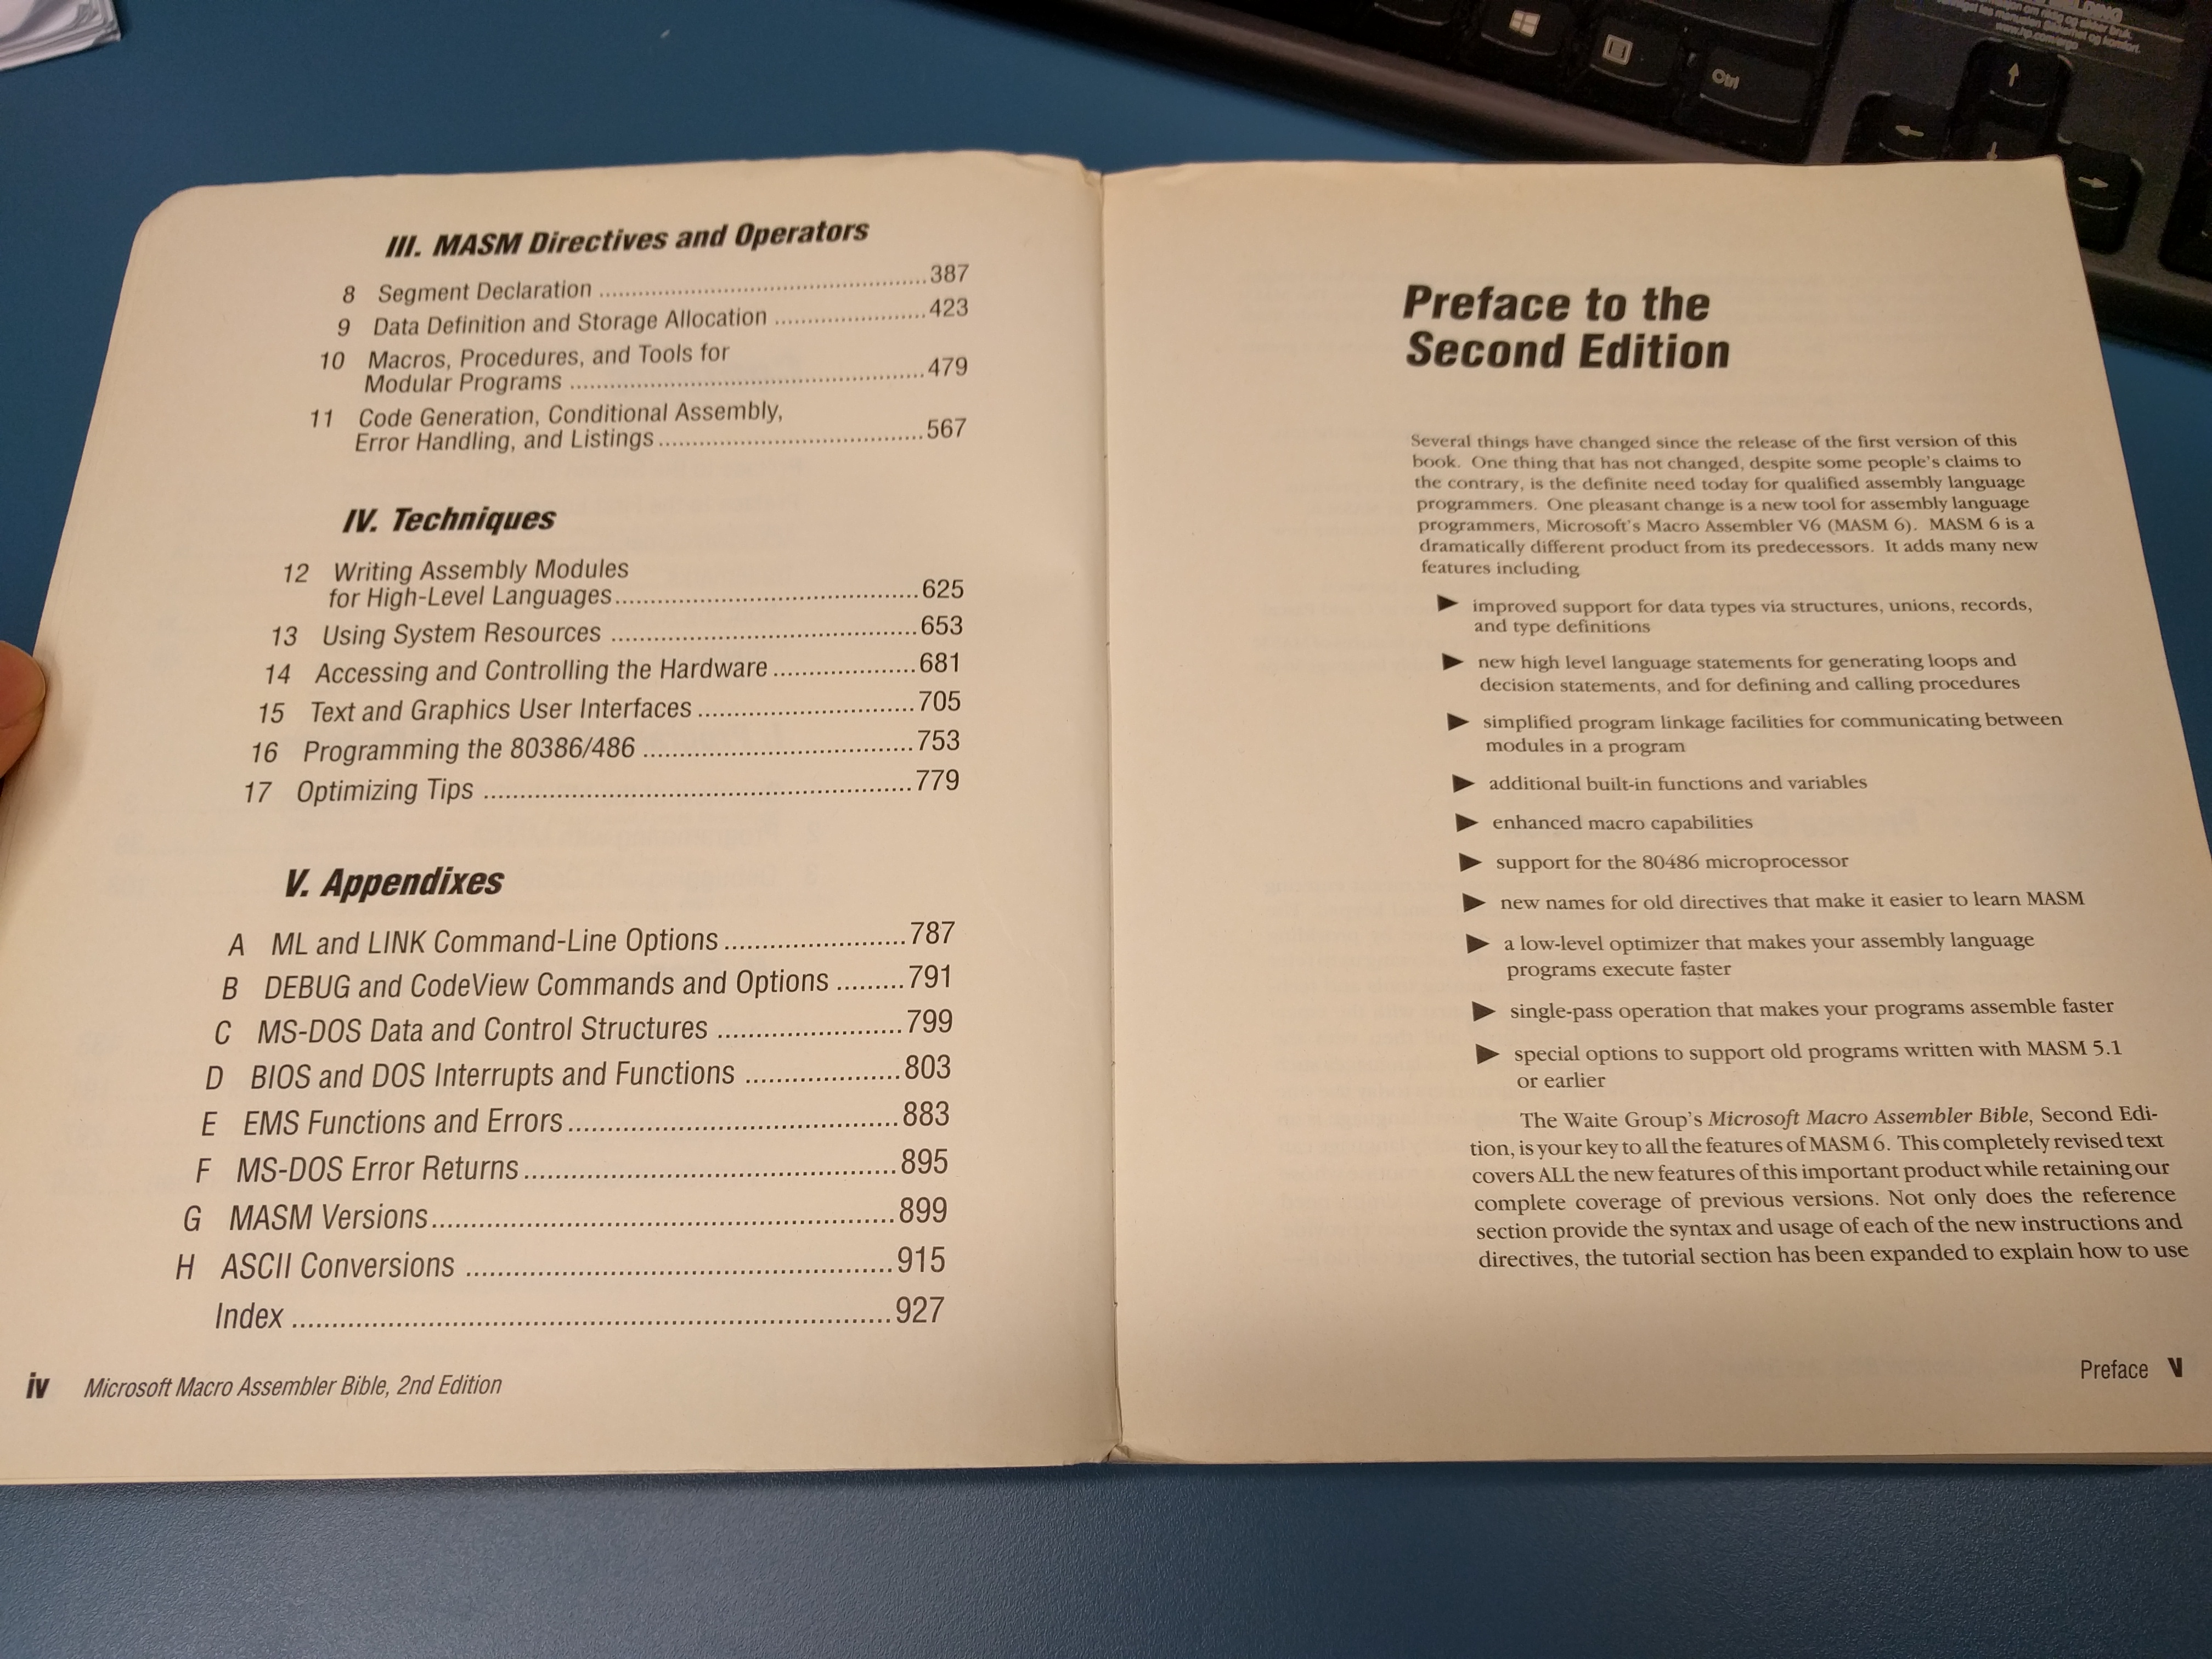 III. MASM Directives and Operators
8 Segment Declaration ............................................387
9 Data Definition and Storage Allocation ....................423
10 Macros, Procedures, and Tools for
Modular Programs ...............................................479
11 Code Generation, Conditional Assembly,
Error Handling, and Listings...................................567
IV. Techniques
12 Writing Assembly Modules
for High-Level Languages.......................................625
13 Using System Resources .......................................653
14 Accessing and Controlling the Hardware ..................681
15 Text and Graphics User Interfaces ...........................705
16 Programming the 80386/486 ..................................753
17 Optimizing Tips ....................................................779
V. Appendixes
A ML and LINK Command-Line Options .......................787
B DEBUG and CodeView Commands and Options .........791
C MS-DOS Data and Control Structures .......................799
D BIOS and DOS Interrupts and Functions ...................803
E EMS Functions and Errors........................................883
F MS-DOS Error Returns.............................................895
G MASM Versions.......................................................899
H ASCII Conversions ..................................................915
Index .....................................................................927
iv Microsoft Macro Assembler Bible, 2nd Edition
Preface to the
Second Edition
Several things have changed since the release of the first version of this
book. One thing that has not changed, despite some people's claims to
the contrary, is the definite need today for qualified assembly language
programmers. One pleasant change is a new tool for assembly language
programmers, Microsoft's Macro Assembler V6 (MASM 6). MASM 6 is a
dramatically different product from its predecessors. It adds many new
features including
► improved support for data types via structures, unions, records,
and type definitions
► new high level language statements for generating loops and
decision statements, and for defining and calling procedures
► simplified program linkage facilities for communicating between
modules in a program
► additional built-in functions and variables
► enhanced macro capabilities
► support for the 80486 microprocessor
► new names for old directives that make it easier to learn MASM
► a low-level optimizer that makes your assembly language
programs execute faster
► single-pass operation that makes your programs assemble faster
► special options to support old programs written with MASM 5.1
or earlier
The Waite Group's Microsoft Macro Assembler Bible, Second Edi-
tion, is your key to all the features of MASM 6. This completely revised text
covers ALL the new features of this important product while retaining our
complete coverage of previous versions. Not only does the reference
section provide the syntax and usage of each of the new instructions and
directives, the tutorial section has been expanded to explain how to use
Preface V
Ctrl